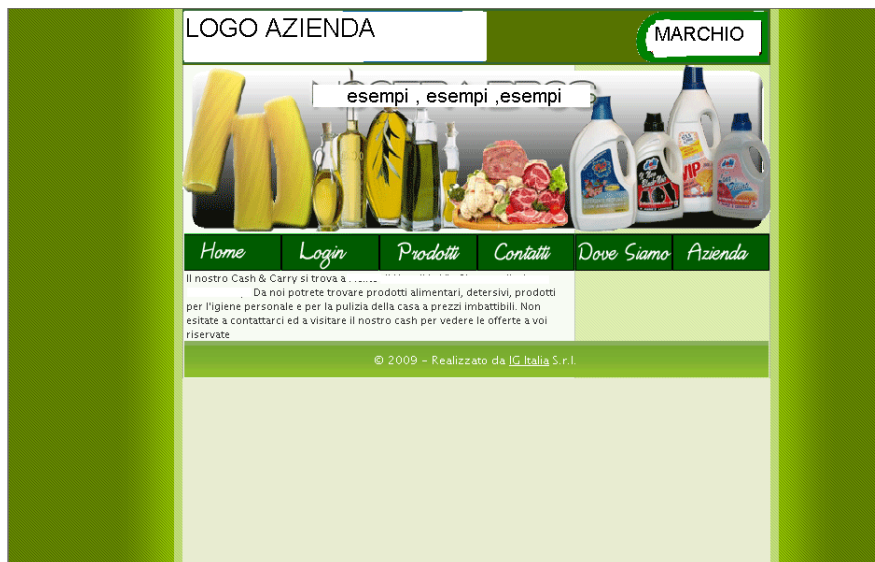 LOGO AZIENDA
MARCHIO
esempi , esempi ,esempi
VIP
Home
Login
Prodotti
Contatti
Dove Siamo
Azienda
Il nostro Cash & Carry si trova a
Da noi potrete trovare prodotti alimentari, detersivi, prodotti
per l'igiene personale e per la pulizia della casa a prezzi imbattibili. Non
esitate a contattarci ed a visitare il nostro cash per vedere le offerte a voi
riservate
© 2009 - Realizzato da IG Italia S.r.l.